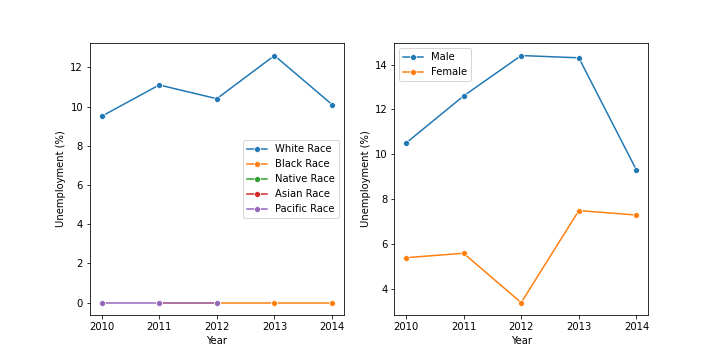 12
10
8
6
4
2
0
Unemployment (%)
2010 2011 2012 2013 2014
Year
White Race
Black Race
Native Race
Asian Race
Pacific Race
14
12
10
8
6
4
Unemployment (%)
2010 2011 2012 2013 2014
Year
Male
Female